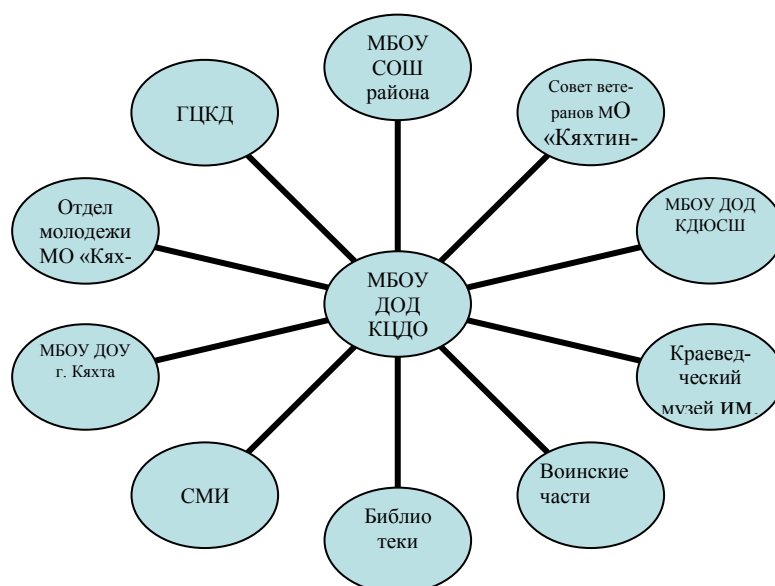 МБОУ
СОШ
района
Совет вете-
ранов МО
«Кяхтин-
МБОУ ДОД
КДЮСШ
Краевед-
ческий
музей им.
Воинские
части
Библио
теки
СМИ
МБОУ ДОУ
г. Кяхта
Отдел
молодежи
МО «Кях-
ГЦКД
МБОУ
ДОД
КЦДО